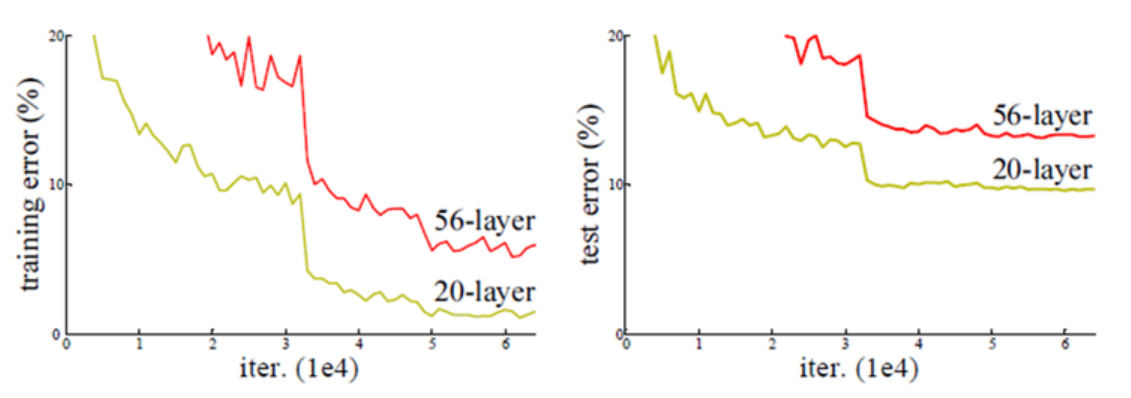 20
10
0
0 1 2 3 4 5 6
training error (%)
iter. (1e4)
56-layer
20-layer
20
10
0
0 1 2 3 4 5 6
test error (%)
iter. (1e4)
56-layer
20-layer